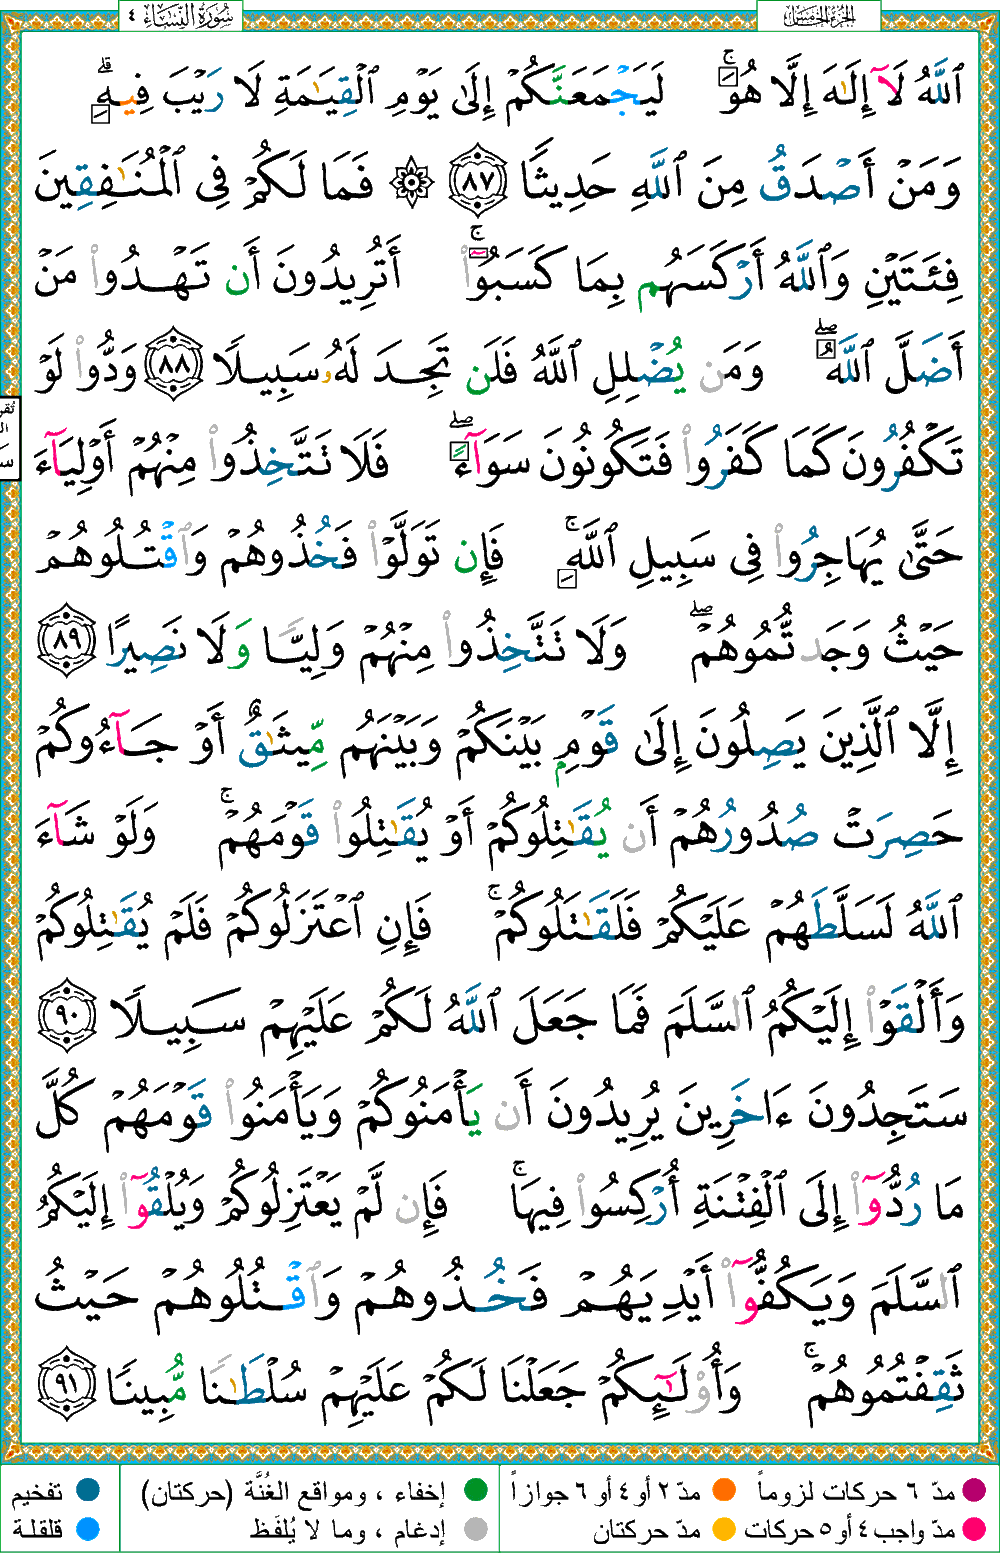 الجزء الخامس
سُورَةُ النِّسَاء ٤
ٱللَّهُ لَآ إِلَـٰهَ إِلَّا هُوَۚ لَيَجۡمَعَنَّكُمۡ إِلَىٰ يَوۡمِ ٱلۡقِيَـٰمَةِ لَا رَيۡبَ فِيهِۗ
وَمَنۡ أَصۡدَقُ مِنَ ٱللَّهِ حَدِيثًا ٨٧ ۞ فَمَا لَكُمۡ فِى ٱلۡمُنَـٰفِقِينَ
فِئَتَيۡنِ وَٱللَّهُ أَرۡكَسَهُم بِمَا كَسَبُوٓا۟ۚ أَتُرِيدُونَ أَن تَهۡدُوا۟ مَنۡ
أَضَلَّ ٱللَّهُۖ وَمَن يُضۡلِلِ ٱللَّهُ فَلَن تَجِدَ لَهُۥ سَبِيلًا ٨٨ وَدُّوا۟ لَوۡ
تَكۡفُرُونَ كَمَا كَفَرُوا۟ فَتَكُونُونَ سَوَآءًۖ فَلَا تَتَّخِذُوا۟ مِنۡهُمۡ أَوۡلِيَآءَ
حَتَّىٰ يُهَاجِرُوا۟ فِى سَبِيلِ ٱللَّهِۚ فَإِن تَوَلَّوۡا۟ فَخُذُوهُمۡ وَٱقۡتُلُوهُمۡ
حَيۡثُ وَجَدتُّمُوهُمۡۖ وَلَا تَتَّخِذُوا۟ مِنۡهُمۡ وَلِيًّا وَلَا نَصِيرًا ٨٩
إِلَّا ٱلَّذِينَ يَصِلُونَ إِلَىٰ قَوۡمِۭ بَيۡنَكُمۡ وَبَيۡنَهُم مِّيثَـٰقٌ أَوۡ جَآءُوكُمۡ
حَصِرَتۡ صُدُورُهُمۡ أَن يُقَـٰتِلُوكُمۡ أَوۡ يُقَـٰتِلُوا۟ قَوۡمَهُمۡۚ وَلَوۡ شَآءَ
ٱللَّهُ لَسَلَّطَهُمۡ عَلَيۡكُمۡ فَلَقَـٰتَلُوكُمۡۚ فَإِنِ ٱعۡتَزَلُوكُمۡ فَلَمۡ يُقَـٰتِلُوكُمۡ
وَأَلۡقَوۡا۟ إِلَيۡكُمُ ٱلسَّلَمَ فَمَا جَعَلَ ٱللَّهُ لَكُمۡ عَلَيۡهِمۡ سَبِيلًا ٩٠
سَتَجِدُونَ ءَاخَرِينَ يُرِيدُونَ أَن يَأۡمَنُوكُمۡ وَيَأۡمَنُوا۟ قَوۡمَهُمۡ كُلَّ
مَا رُدُّوٓا۟ إِلَى ٱلۡفِتۡنَةِ أُرۡكِسُوا۟ فِيهَاۚ فَإِن لَّمۡ يَعۡتَزِلُوكُمۡ وَيُلۡقُوٓا۟ إِلَيۡكُمُ
ٱلسَّلَمَ وَيَكُفُّوٓا۟ أَيۡدِيَهُمۡ فَخُذُوهُمۡ وَٱقۡتُلُوهُمۡ حَيۡثُ
ثَقِفۡتُمُوهُمۡۚ وَأُو۟لَـٰٓئِكُمۡ جَعَلۡنَا لَكُمۡ عَلَيۡهِمۡ سُلۡطَـٰنًا مُّبِينًا ٩١
مدّ ٦ حركات لزوماً مدّ ٢ أو ٤ أو ٦ جوازاً إخفاء ، ومواقع الغُنَّة (حركتان) تفخيم
مدّ واجب ٤ أو ٥ حركات مدّ حركتان إدغام ، وما لا يُلفَظ قلقلة